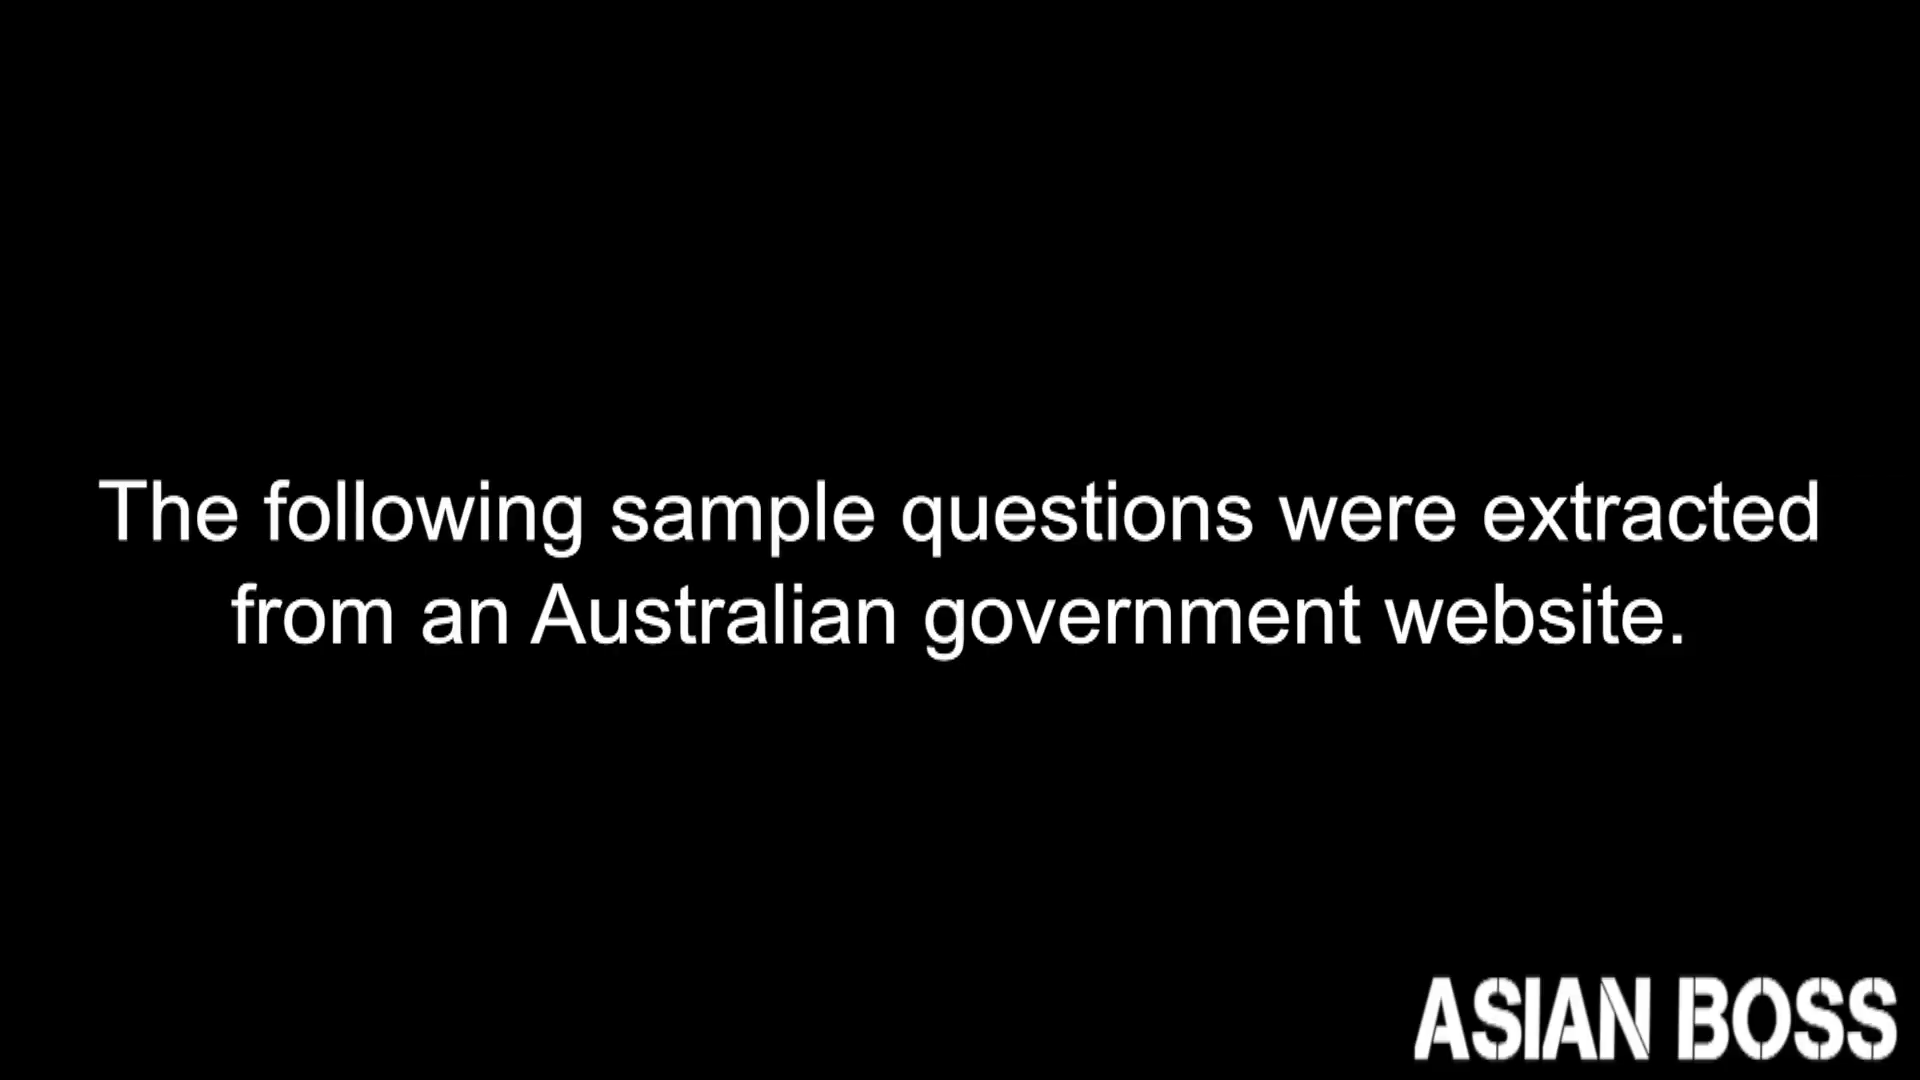 The following sample questions were extracted
from an Australian government website.
ASIAN BOSS